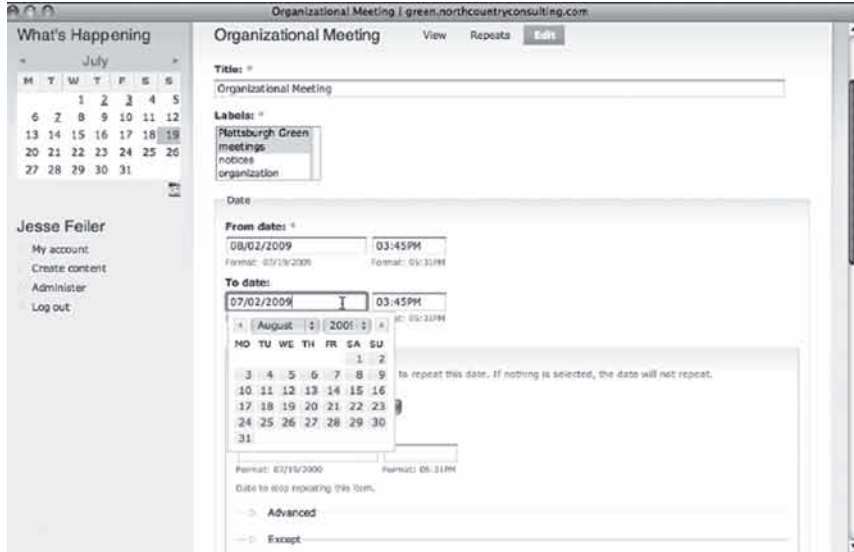 Organizational Meeting | green.northcountryconsulting.com
What's Happening
« July »
M T W T F S S
1 2 3 4 5
6 7 8 9 10 11 12
13 14 15 16 17 18 19
20 21 22 23 24 25 26
27 28 29 30 31
Jesse Feiler
My account
Create content
Administer
Log out
Organizational Meeting View Repeats Edit
Title: *
Organizational Meeting
Labels: *
Plattsburgh Green
meetings
notices
organization
Date
From date: *
08/02/2009 03:45PM
Format: 07/19/2009 Format: 05:31PM
To date:
07/02/2009 03:45PM
05:31PM
August
MO TU WE TH FR SA SU
1 2
3 4 5 6 7 8 9
10 11 12 13 14 15 16
17 18 19 20 21 22 23
24 25 26 27 28 29 30
31
to repeat this date. If nothing is selected, the date will not repeat.
Format: 07/19/2009 Format: 05:31PM
Date to stop repeating this item.
Advanced
Except